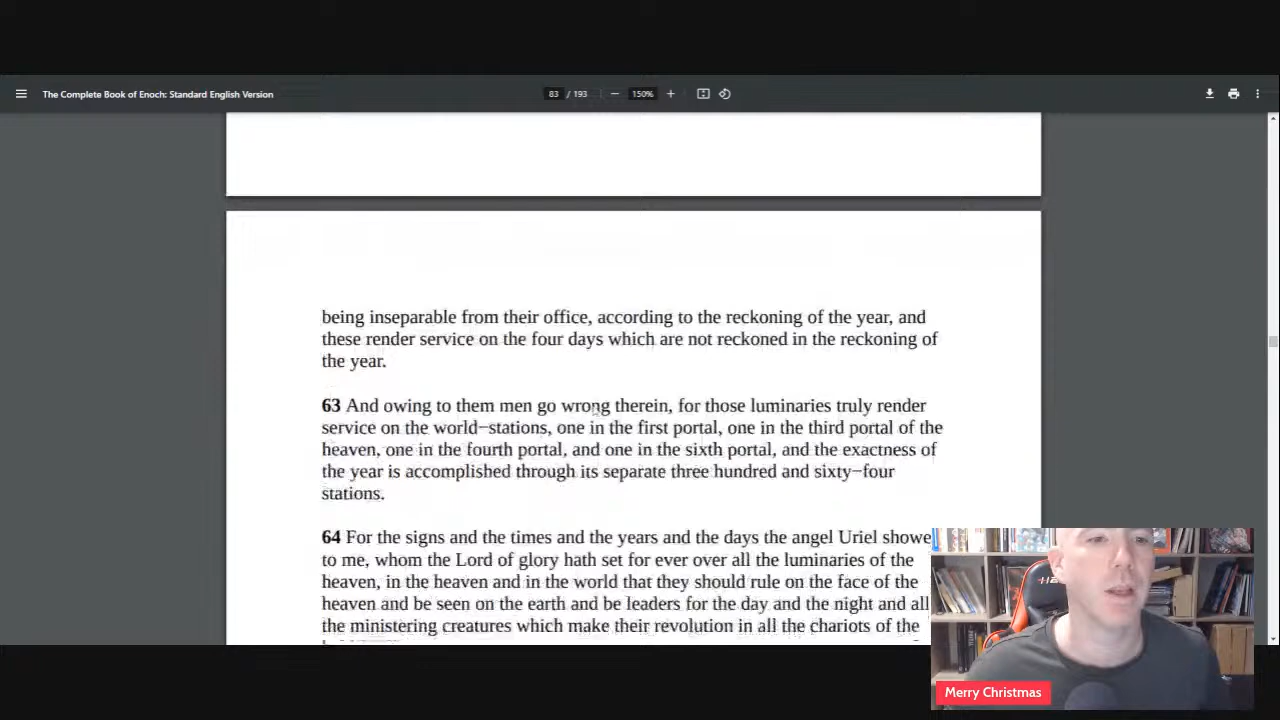 The Complete Book of Enoch: Standard English Version
83 / 193
150%
being inseparable from their office, according to the reckoning of the year, and
these render service on the four days which are not reckoned in the reckoning of
the year.
63 And owing to them men go wrong therein, for those luminaries truly render
service on the world−stations, one in the first portal, one in the third portal of the
heaven, one in the fourth portal, and one in the sixth portal, and the exactness of
the year is accomplished through its separate three hundred and sixty−four
stations.
64 For the signs and the times and the years and the days the angel Uriel showe
to me, whom the Lord of glory hath set for ever over all the luminaries of the
heaven, in the heaven and in the world that they should rule on the face of the
heaven and be seen on the earth and be leaders for the day and the night and all
the ministering creatures which make their revolution in all the chariots of the
Merry Christmas